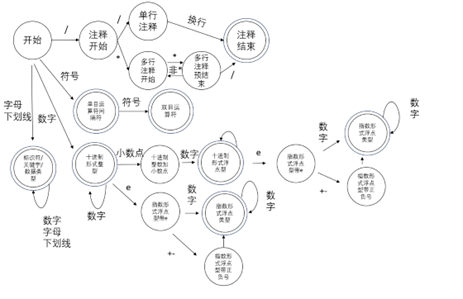 开始
/
注释
开始
/
单行
注释
换行
注释
结束
*
多行
注释
开始
*
非*
多行
注释
预结
束
/
符号
单目运
算符间
隔符
符号
双目运
算符
字母
下划线
数字
标识符/
关键字/
数据类
型
数字
字母
下划线
十进制
形式整
型
数字
小数点
十进制
整数加
小数点
数字
十进制
形式浮
点型
e
指数形
式浮点
型带e
数
字
指数形
式浮点
类型
数
字
+-
指数形
式浮点
型带正
负号
e
指数形
式浮点
型带e
数
字
指数形
式浮点
类型
数
字
+-
指数形
式浮点
型带正
负号